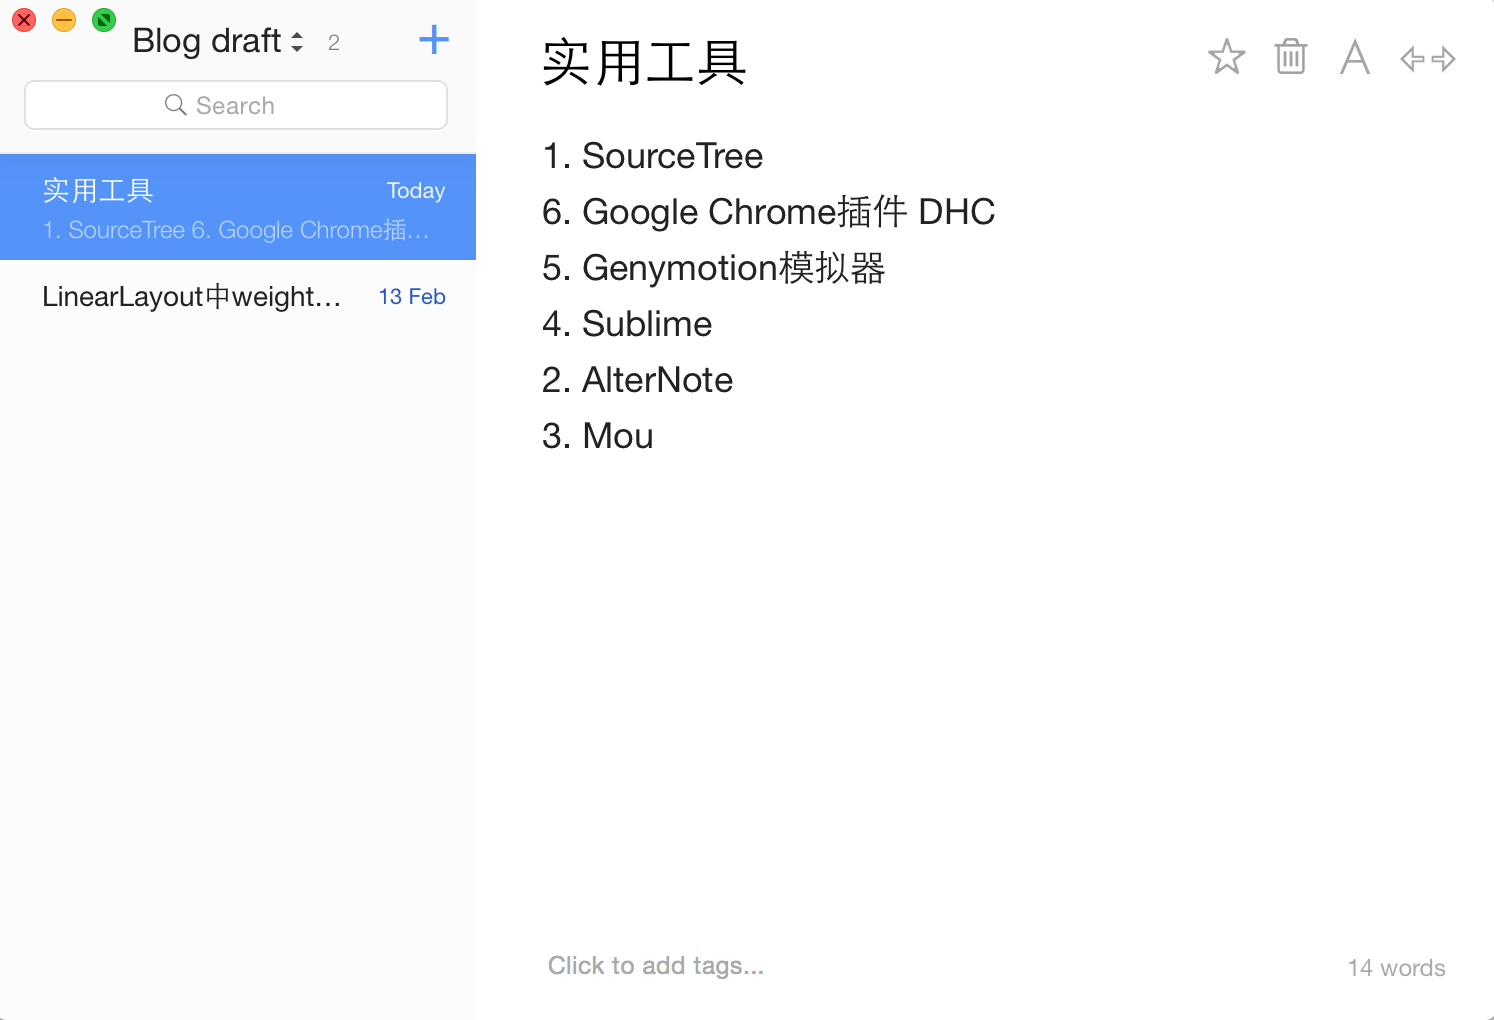 Blog draft 2
Search
实用工具 Today
1. SourceTree 6. Google Chrome插...
LinearLayout中weight... 13 Feb
实用工具
1. SourceTree
6. Google Chrome插件 DHC
5. Genymotion模拟器
4. Sublime
2. AlterNote
3. Mou
Click to add tags...
14 words